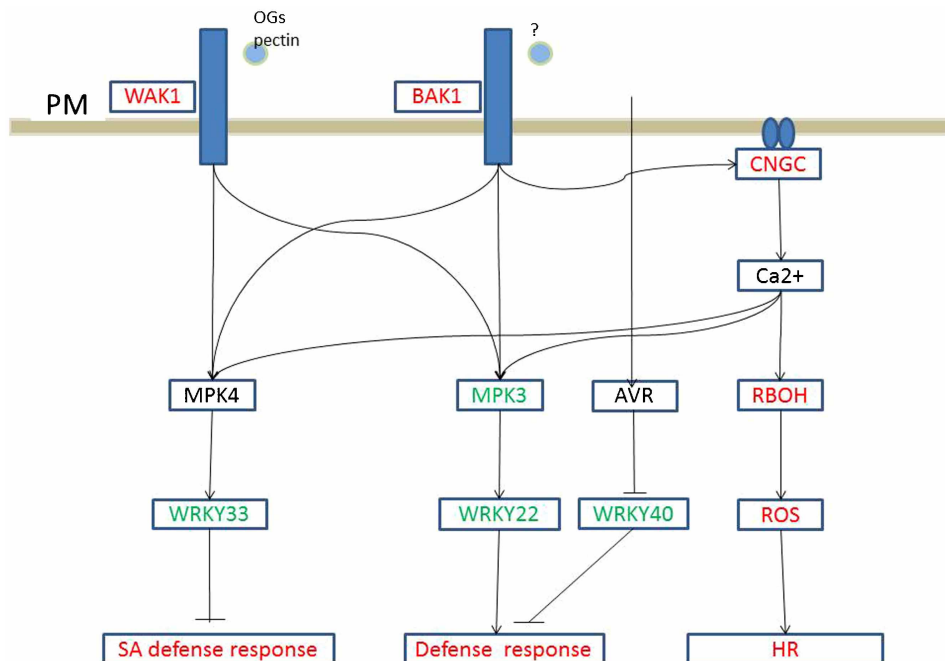 OGs
pectin
?
WAK1
BAK1
PM
CNGC
Ca2+
MPK4
MPK3
AVR
RBOH
WRKY33
WRKY22
WRKY40
ROS
SA defense response
Defense response
HR